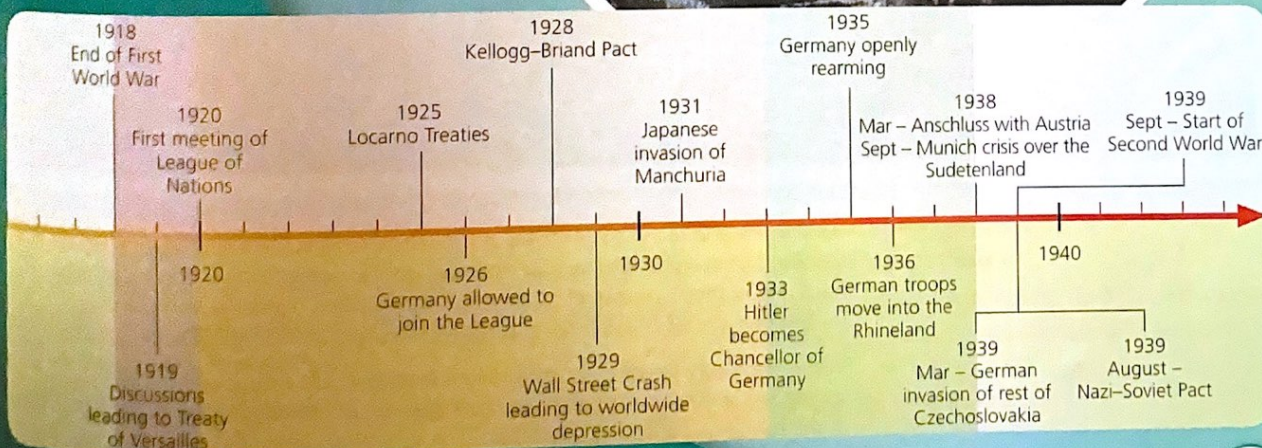 1918
End of First
World War
1920
First meeting of
League of
Nations
1925
Locarno Treaties
1928
Kellogg–Briand Pact
1931
Japanese
invasion of
Manchuria
1935
Germany openly
rearming
1938
Mar – Anschluss with Austria
Sept – Munich crisis over the
Sudetenland
1939
Sept – Start of
Second World War
1920
1930
1940
1919
Discussions
leading to Treaty
of Versailles
1926
Germany allowed to
join the League
1929
Wall Street Crash
leading to worldwide
depression
1933
Hitler
becomes
Chancellor of
Germany
1936
German troops
move into the
Rhineland
1939
Mar – German
invasion of rest of
Czechoslovakia
1939
August –
Nazi–Soviet Pact